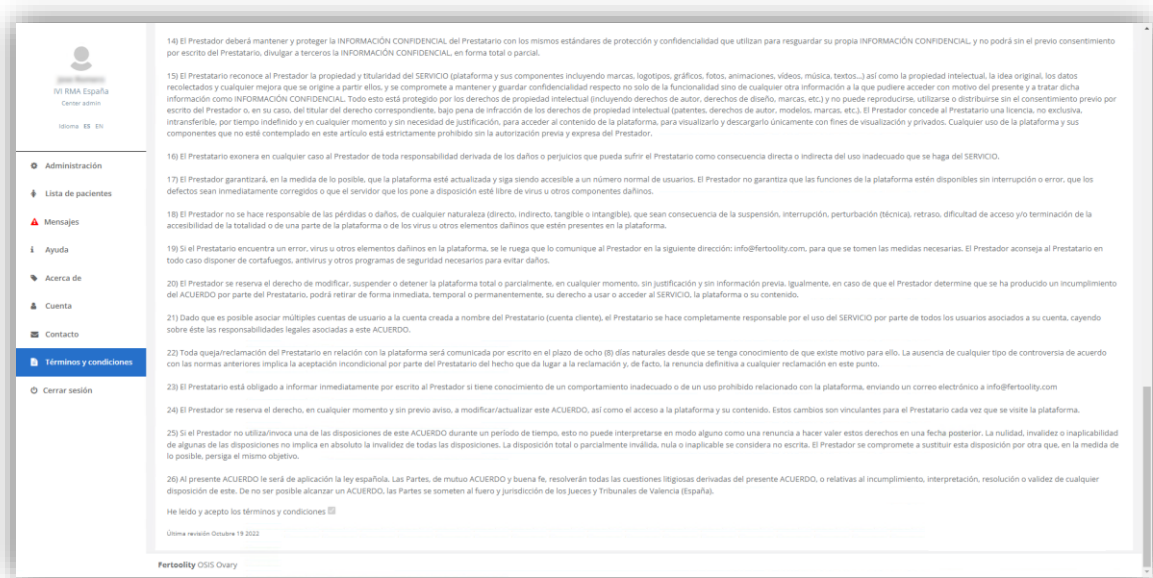 IVI RMA España
Center admin
Idioma ES EN
Administración
Lista de pacientes
Mensajes
Ayuda
Acerca de
Cuenta
Contacto
Términos y condiciones
Cerrar sesión
14) El Prestador deberá mantener y proteger la INFORMACIÓN CONFIDENCIAL del Prestatario con los mismos estándares de protección y confidencialidad que utilizan para resguardar su propia INFORMACIÓN CONFIDENCIAL, y no podrá sin el previo consentimiento
por escrito del Prestatario, divulgar a terceros la INFORMACIÓN CONFIDENCIAL, en forma total o parcial.
15) El Prestatario reconoce al Prestador la propiedad y titularidad del SERVICIO (plataforma y sus componentes incluyendo marcas, logotipos, gráficos, fotos, animaciones, vídeos, música, textos...) así como la propiedad intelectual, la idea original, los datos
recolectados y cualquier mejora que se origine a partir ellos, y se compromete a mantener y guardar confidencialidad respecto no solo de la funcionalidad sino de cualquier otra información a la que pudiere acceder con motivo del presente y a tratar dicha
información como INFORMACIÓN CONFIDENCIAL. Todo esto está protegido por los derechos de propiedad intelectual (incluyendo derechos de autor, derechos de diseño, marcas, etc.) y no puede reproducirse, utilizarse o distribuirse sin el consentimiento previo por
escrito del Prestador o, en su caso, del titular del derecho correspondiente, bajo pena de infracción de los derechos de propiedad intelectual (patentes, derechos de autor, modelos, marcas, etc.). El Prestador concede al Prestatario una licencia, no exclusiva,
intransferible, por tiempo indefinido y en cualquier momento y sin necesidad de justificación, para acceder al contenido de la plataforma, para visualizarlo y descargarlo únicamente con fines de visualización y privados. Cualquier uso de la plataforma y sus
componentes que no esté contemplado en este artículo está estrictamente prohibido sin la autorización previa y expresa del Prestador.
16) El Prestatario exonera en cualquier caso al Prestador de toda responsabilidad derivada de los daños o perjuicios que pueda sufrir el Prestatario como consecuencia directa o indirecta del uso inadecuado que se haga del SERVICIO.
17) El Prestador garantizará, en la medida de lo posible, que la plataforma esté actualizada y siga siendo accesible a un número normal de usuarios. El Prestador no garantiza que las funciones de la plataforma estén disponibles sin interrupción o error, que los
defectos sean inmediatamente corregidos o que el servidor que los pone a disposición esté libre de virus u otros componentes dañinos.
18) El Prestador no se hace responsable de las pérdidas o daños, de cualquier naturaleza (directo, indirecto, tangible o intangible), que sean consecuencia de la suspensión, interrupción, perturbación (técnica), retraso, dificultad de acceso y/o terminación de la
accesibilidad de la totalidad o de una parte de la plataforma o de los virus u otros elementos dañinos que estén presentes en la plataforma.
19) Si el Prestatario encuentra un error, virus u otros elementos dañinos en la plataforma, se le ruega que lo comunique al Prestador en la siguiente dirección: info@fertoolity.com, para que se tomen las medidas necesarias. El Prestador aconseja al Prestatario en
todo caso disponer de cortafuegos, antivirus y otros programas de seguridad necesarios para evitar daños.
20) El Prestador se reserva el derecho de modificar, suspender o detener la plataforma total o parcialmente, en cualquier momento, sin justificación y sin información previa. Igualmente, en caso de que el Prestador determine que se ha producido un incumplimiento
del ACUERDO por parte del Prestatario, podrá retirar de forma inmediata, temporal o permanentemente, su derecho a usar o acceder al SERVICIO, la plataforma o su contenido.
21) Dado que es posible asociar múltiples cuentas de usuario a la cuenta creada a nombre del Prestatario (cuenta cliente), el Prestatario se hace completamente responsable por el uso del SERVICIO por parte de todos los usuarios asociados a su cuenta, cayendo
sobre éste las responsabilidades legales asociadas a este ACUERDO.
22) Toda queja/reclamación del Prestatario en relación con la plataforma será comunicada por escrito en el plazo de ocho (8) días naturales desde que se tenga conocimiento de que existe motivo para ello. La ausencia de cualquier tipo de controversia de acuerdo
con las normas anteriores implica la aceptación incondicional por parte del Prestatario del hecho que da lugar a la reclamación y, de facto, la renuncia definitiva a cualquier reclamación en este punto.
23) El Prestatario está obligado a informar inmediatamente por escrito al Prestador si tiene conocimiento de un comportamiento inadecuado o de un uso prohibido relacionado con la plataforma, enviando un correo electrónico a info@fertoolity.com
24) El Prestador se reserva el derecho, en cualquier momento y sin previo aviso, a modificar/actualizar este ACUERDO, así como el acceso a la plataforma y su contenido. Estos cambios son vinculantes para el Prestatario cada vez que se visite la plataforma.
25) Si el Prestador no utiliza/invoca una de las disposiciones de este ACUERDO durante un período de tiempo, esto no puede interpretarse en modo alguno como una renuncia a hacer valer estos derechos en una fecha posterior. La nulidad, invalidez o inaplicabilidad
de algunas de las disposiciones no implica en absoluto la invalidez de todas las disposiciones. La disposición total o parcialmente inválida, nula o inaplicable se considera no escrita. El Prestador se compromete a sustituir esta disposición por otra que, en la medida de
lo posible, persiga el mismo objetivo.
26) Al presente ACUERDO le será de aplicación la ley española. Las Partes, de mutuo ACUERDO y buena fe, resolverán todas las cuestiones litigiosas derivadas del presente ACUERDO, o relativas al incumplimiento, interpretación, resolución o validez de cualquier
disposición de este. De no ser posible alcanzar un ACUERDO, las Partes se someten al fuero y jurisdicción de los Jueces y Tribunales de Valencia (España).
He leído y acepto los términos y condiciones
Última revisión Octubre 19 2022
Fertoolity OSIS Ovary